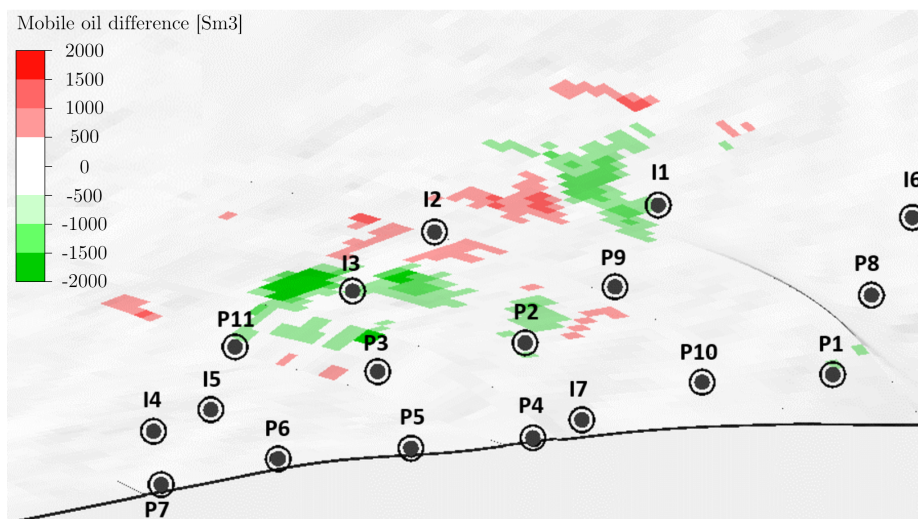 Mobile oil difference [Sm3]
2000
1500
1000
500
0
-500
-1000
-1500
-2000
I1
I6
I2
P9
P8
I3
P11
P2
P3
P10
P1
I5
I4
I7
P4
P5
P6
P7